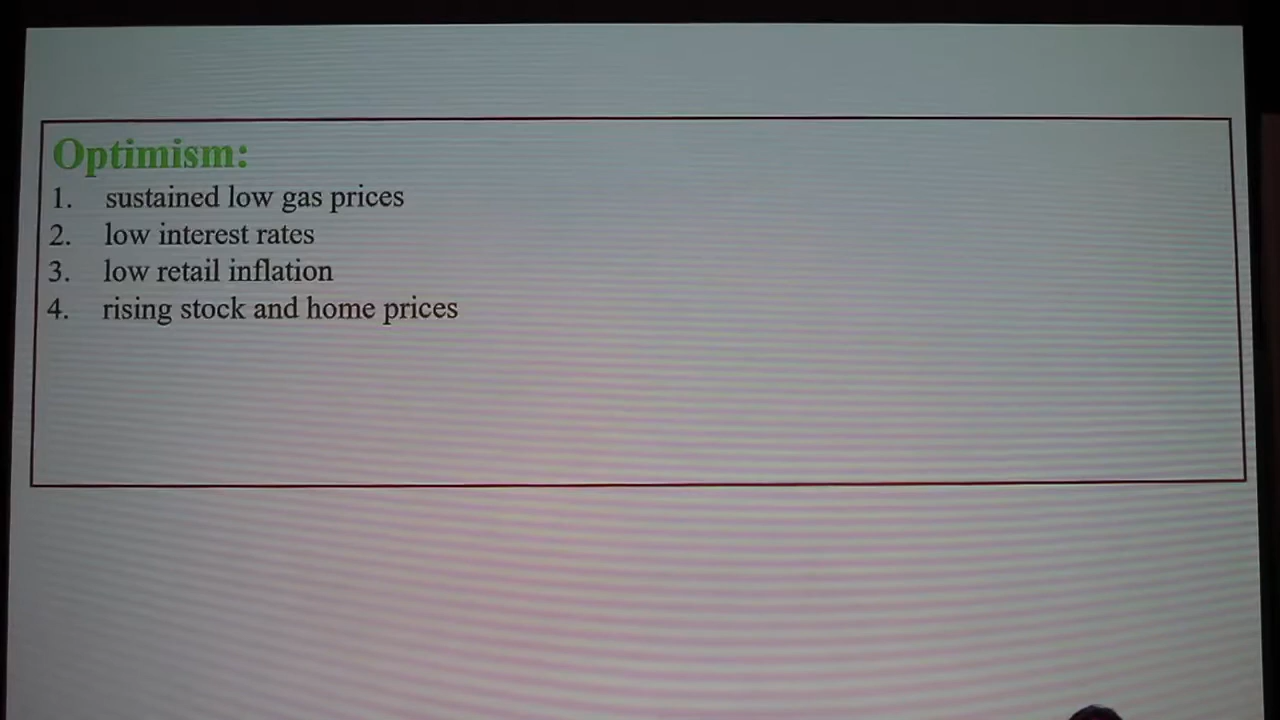 Optimism:
1. sustained low gas prices
2. low interest rates
3. low retail inflation
4. rising stock and home prices